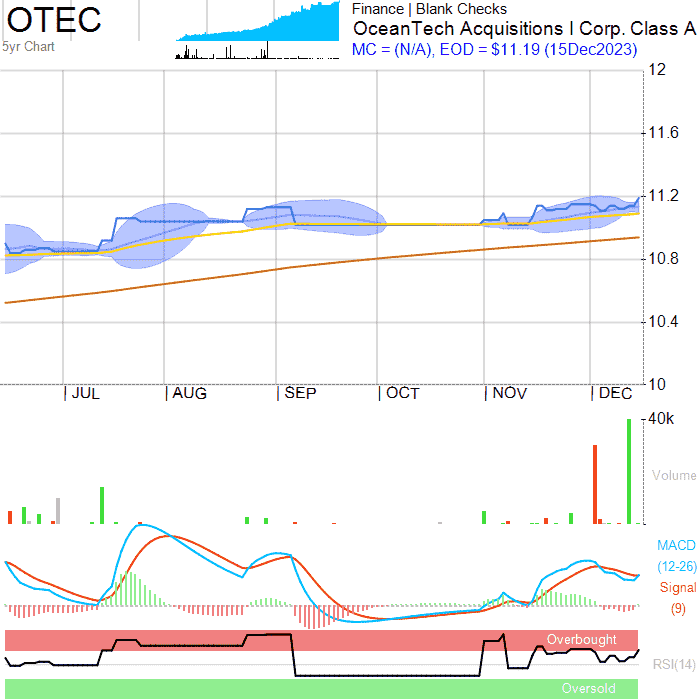 OTEC
5yr Chart
Finance | Blank Checks
OceanTech Acquisitions I Corp. Class A
MC = (N/A), EOD = $11.19 (15Dec2023)
12
11.6
11.2
10.8
10.4
10
JUL AUG SEP OCT NOV DEC
40k
Volume
MACD
(12-26)
Signal
(9)
Overbought
RSI(14)
Oversold